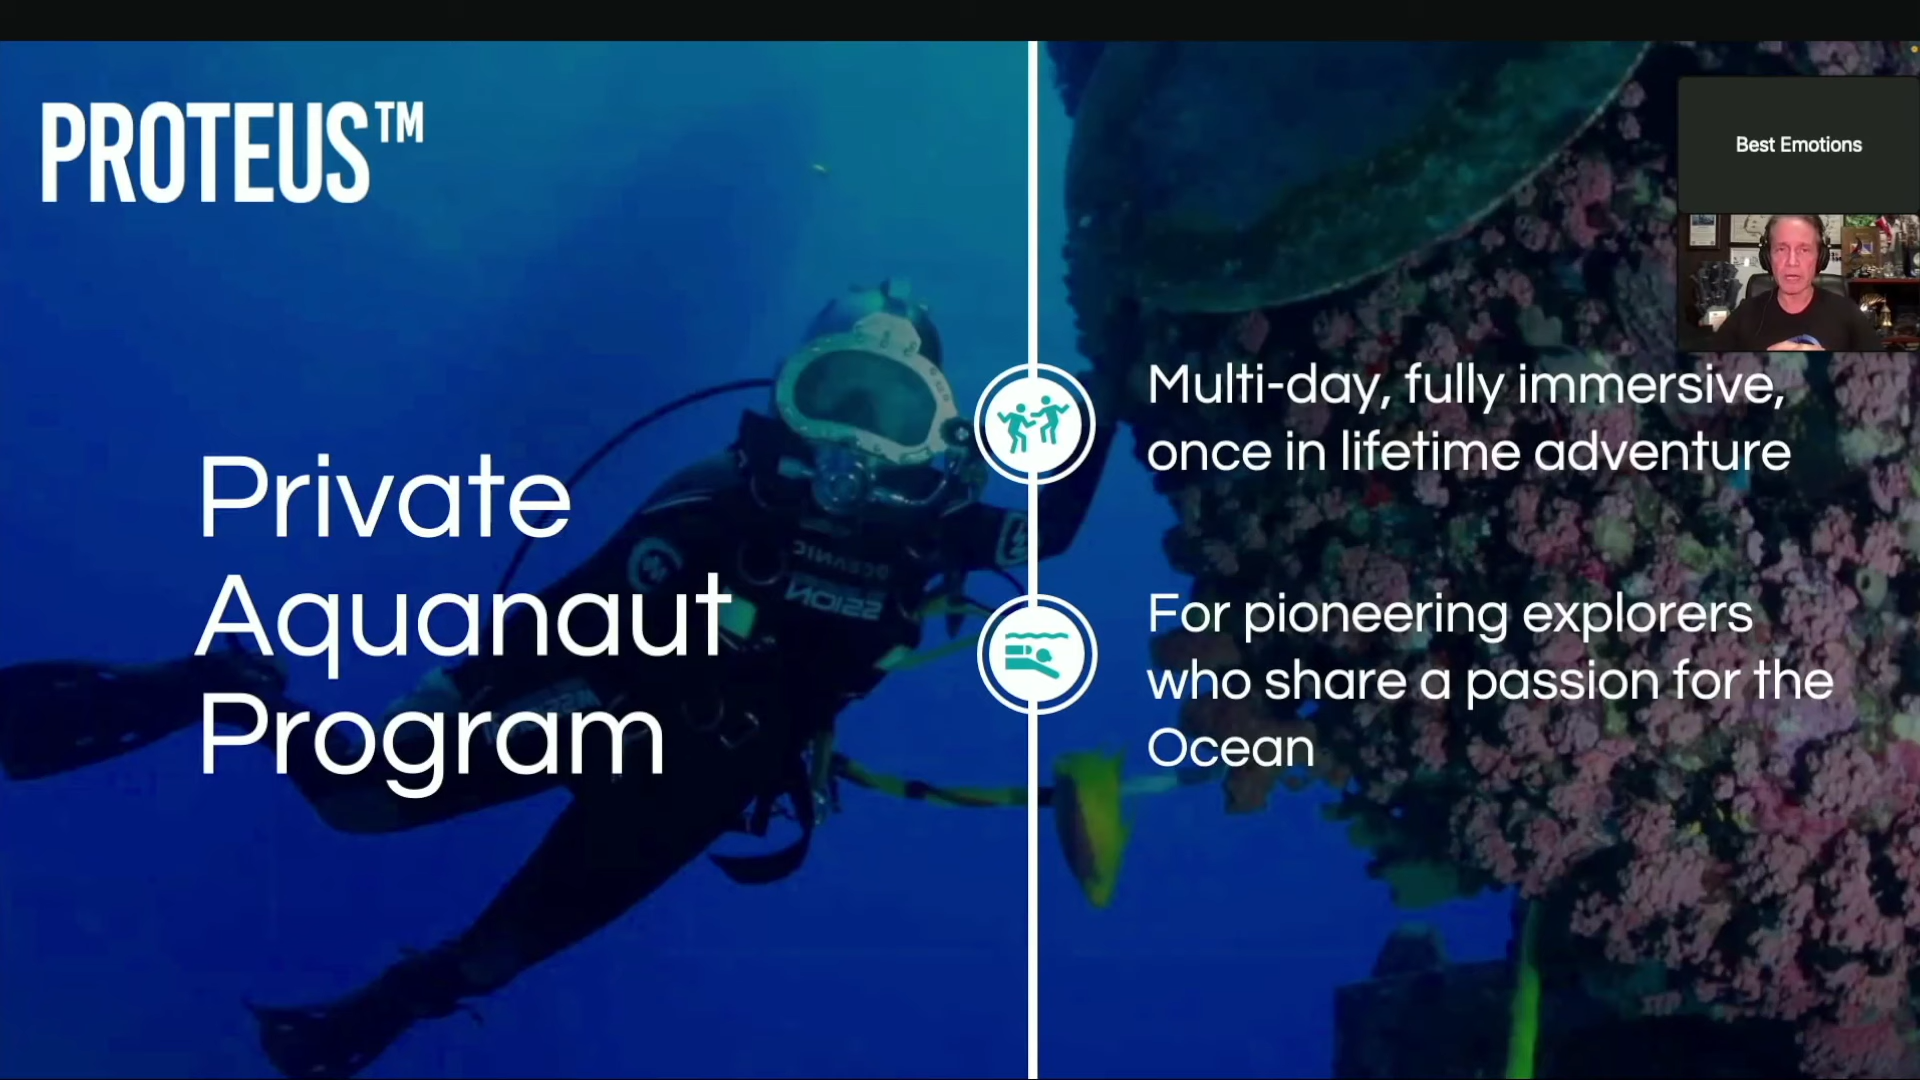 PROTEUS™
Best Emotions
Private
Aquanaut
Program
Multi-day, fully immersive,
once in lifetime adventure
For pioneering explorers
who share a passion for the
Ocean